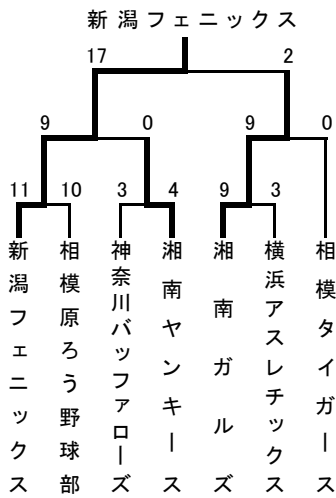 新潟フェニックス
17 2
9 0 9 0
11 10 3 4 9 3
新潟フェニックス
相模原ろう野球部
神奈川バッファローズ
湘南ヤンキース
湘南ガルズ
横浜アスレチックス
相模タイガース